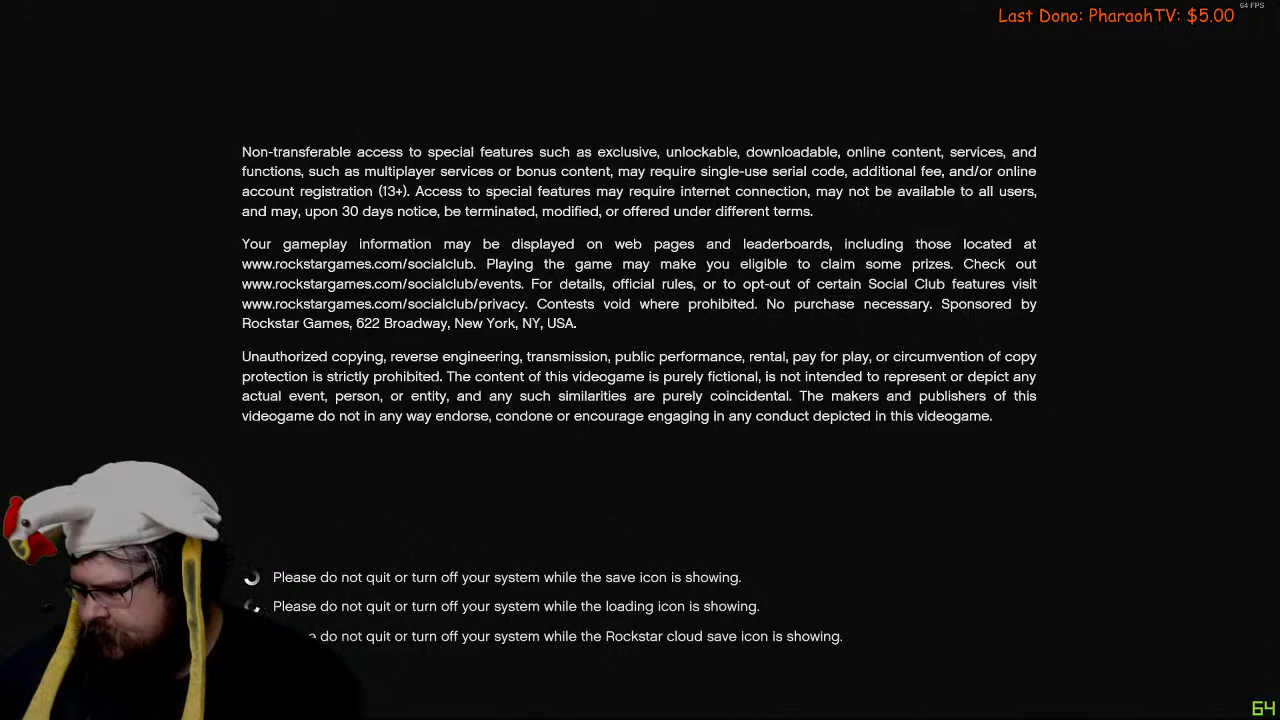 64 FPS
Last Dono: PharaohTV: $5.00
Non-transferable access to special features such as exclusive, unlockable, downloadable, online content, services, and
functions, such as multiplayer services or bonus content, may require single-use serial code, additional fee, and/or online
account registration (13+). Access to special features may require internet connection, may not be available to all users,
and may, upon 30 days notice, be terminated, modified, or offered under different terms.
Your gameplay information may be displayed on web pages and leaderboards, including those located at
www.rockstargames.com/socialclub. Playing the game may make you eligible to claim some prizes. Check out
www.rockstargames.com/socialclub/events. For details, official rules, or to opt-out of certain Social Club features visit
www.rockstargames.com/socialclub/privacy. Contests void where prohibited. No purchase necessary. Sponsored by
Rockstar Games, 622 Broadway, New York, NY, USA.
Unauthorized copying, reverse engineering, transmission, public performance, rental, pay for play, or circumvention of copy
protection is strictly prohibited. The content of this videogame is purely fictional, is not intended to represent or depict any
actual event, person, or entity, and any such similarities are purely coincidental. The makers and publishers of this
videogame do not in any way endorse, condone or encourage engaging in any conduct depicted in this videogame.
Please do not quit or turn off your system while the save icon is showing.
Please do not quit or turn off your system while the loading icon is showing.
do not quit or turn off your system while the Rockstar cloud save icon is showing.
64